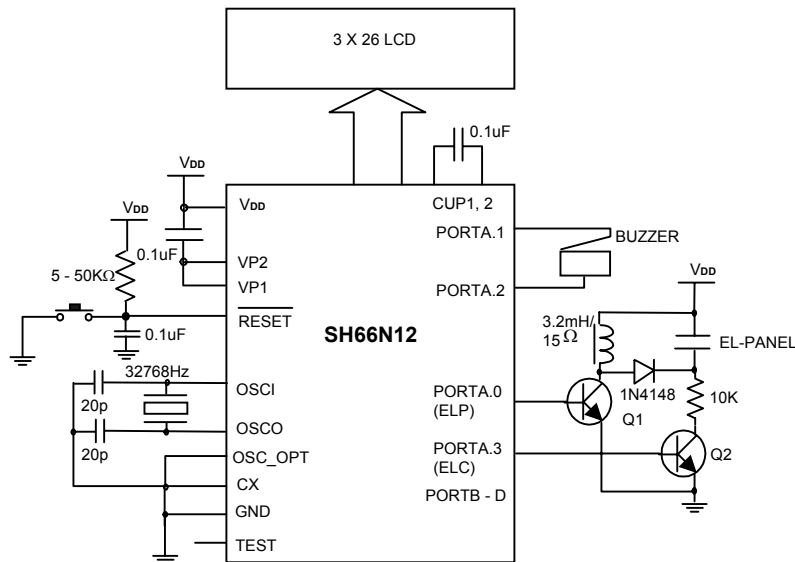 3 X 26 LCD
0.1uF
VDD
VDD
CUP1, 2
VDD
PORTA.1
BUZZER
0.1uF
VP2
VDD
5 - 50KΩ
VP1
PORTA.2
RESET
0.1uF
SH66N12
3.2mH/
15Ω
EL-PANEL
32768Hz
OSCI
20p
PORTA.0
(ELP)
1N4148
10K
Q1
OSCO
20p
OSC_OPT
PORTA.3
(ELC)
Q2
CX
PORTB - D
GND
TEST